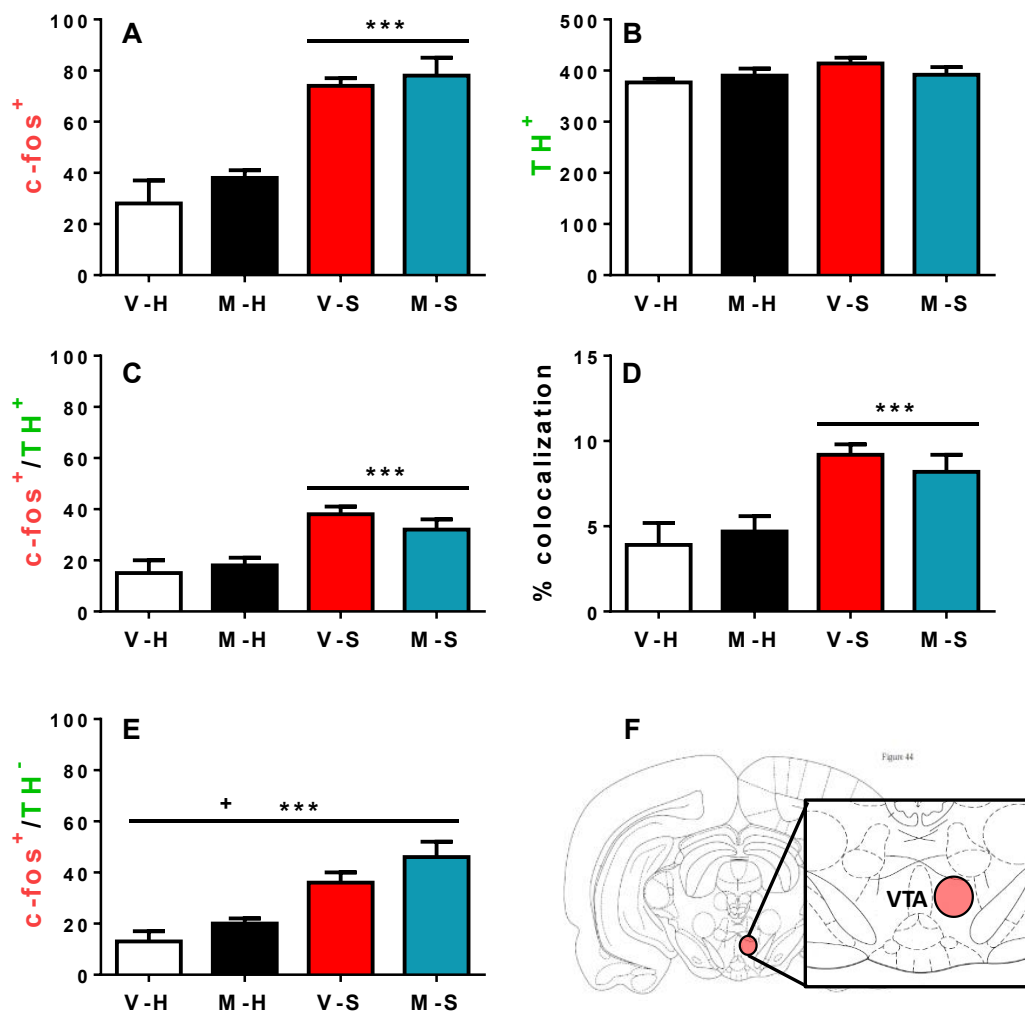 A
***
c-fos+
100
80
60
40
20
0
V-H M-H V-S M-S
B
TH+
500
400
300
200
100
0
V-H M-H V-S M-S
C
***
c-fos+/TH+
100
80
60
40
20
0
V-H M-H V-S M-S
D
***
% colocalization
15
10
5
0
V-H M-H V-S M-S
E
+ ***
c-fos+/TH-
100
80
60
40
20
0
V-H M-H V-S M-S
F
Figure 44
VTA